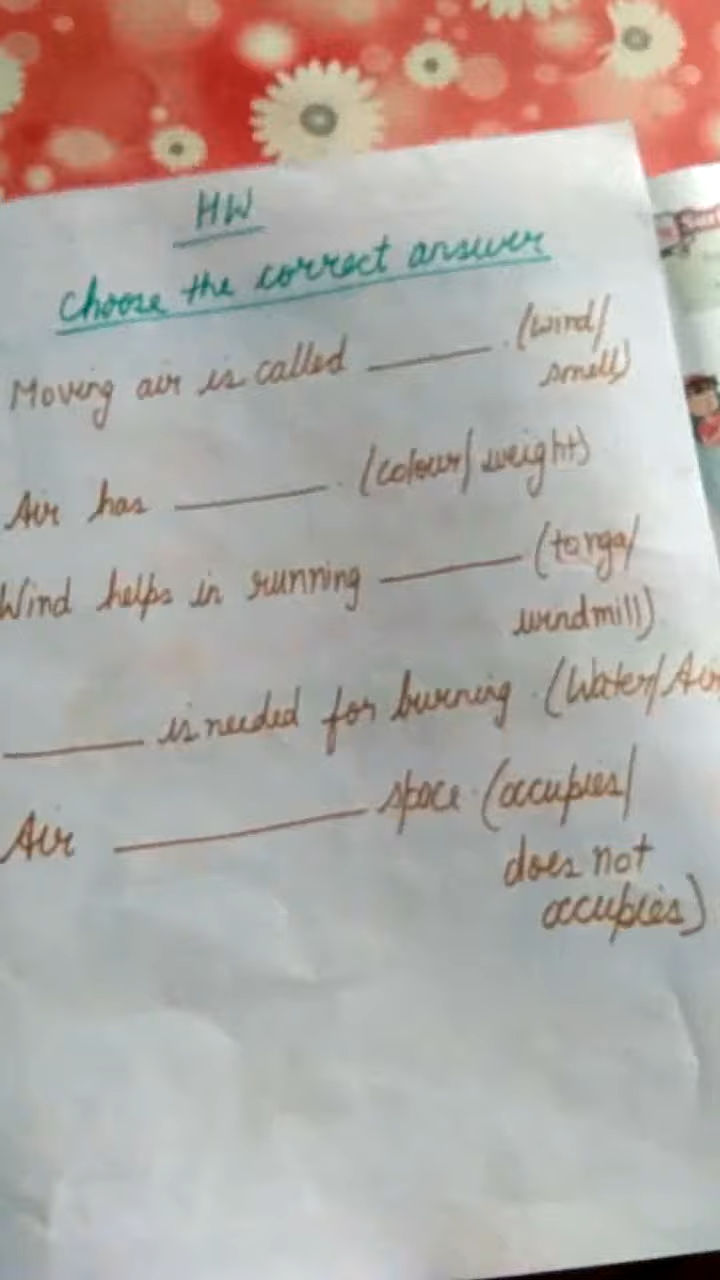 HW
Choose the correct answer
Moving air is called ______. (wind/
smell)
Air has ______. (colour/weight)
Wind helps in running ______ (tonga/
windmill)
______ is needed for burning. (Water/Air
Air ______ space. (occupies/
does not
occupies)